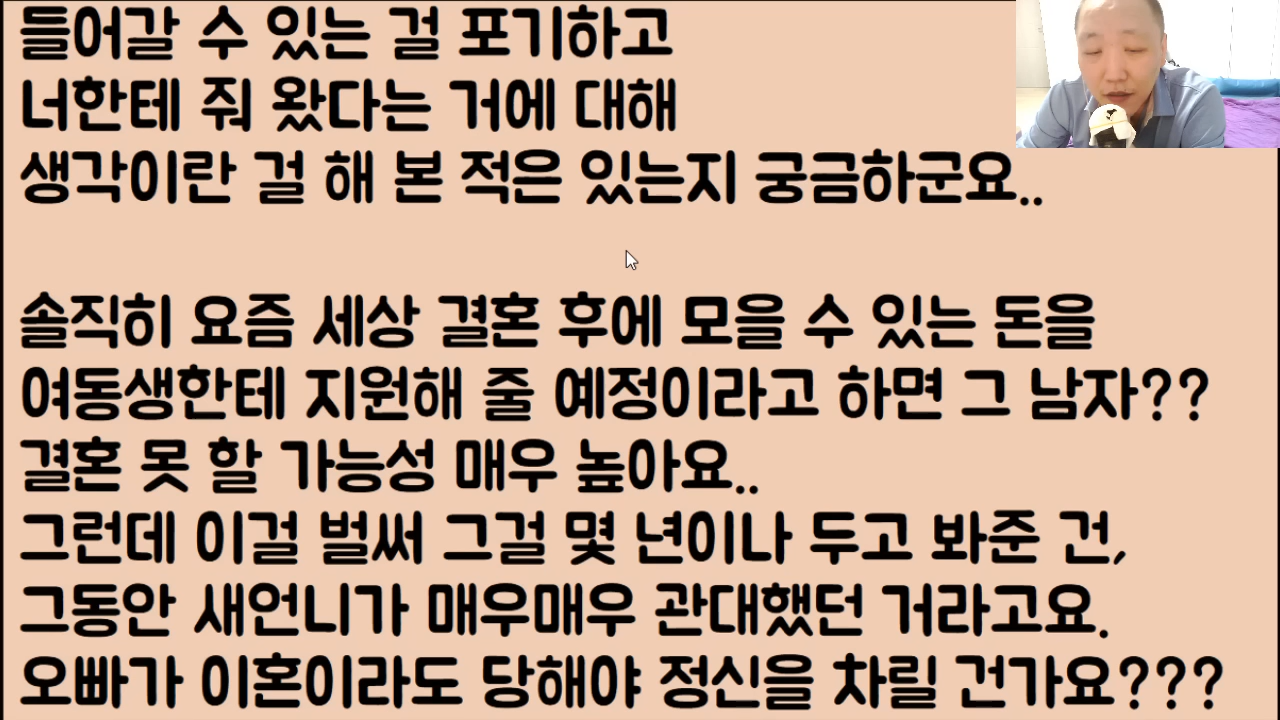 들어갈 수 있는 걸 포기하고
너한테 줘 왔다는 거에 대해
생각이란 걸 해 본 적은 있는지 궁금하군요..
솔직히 요즘 세상 결혼 후에 모을 수 있는 돈을
여동생한테 지원해 줄 예정이라고 하면 그 남자??
결혼 못 할 가능성 매우 높아요..
그런데 이걸 벌써 그걸 몇 년이나 두고 봐준 건,
그동안 새언니가 매우매우 관대했던 거라고요.
오빠가 이혼이라도 당해야 정신을 차릴 건가요???